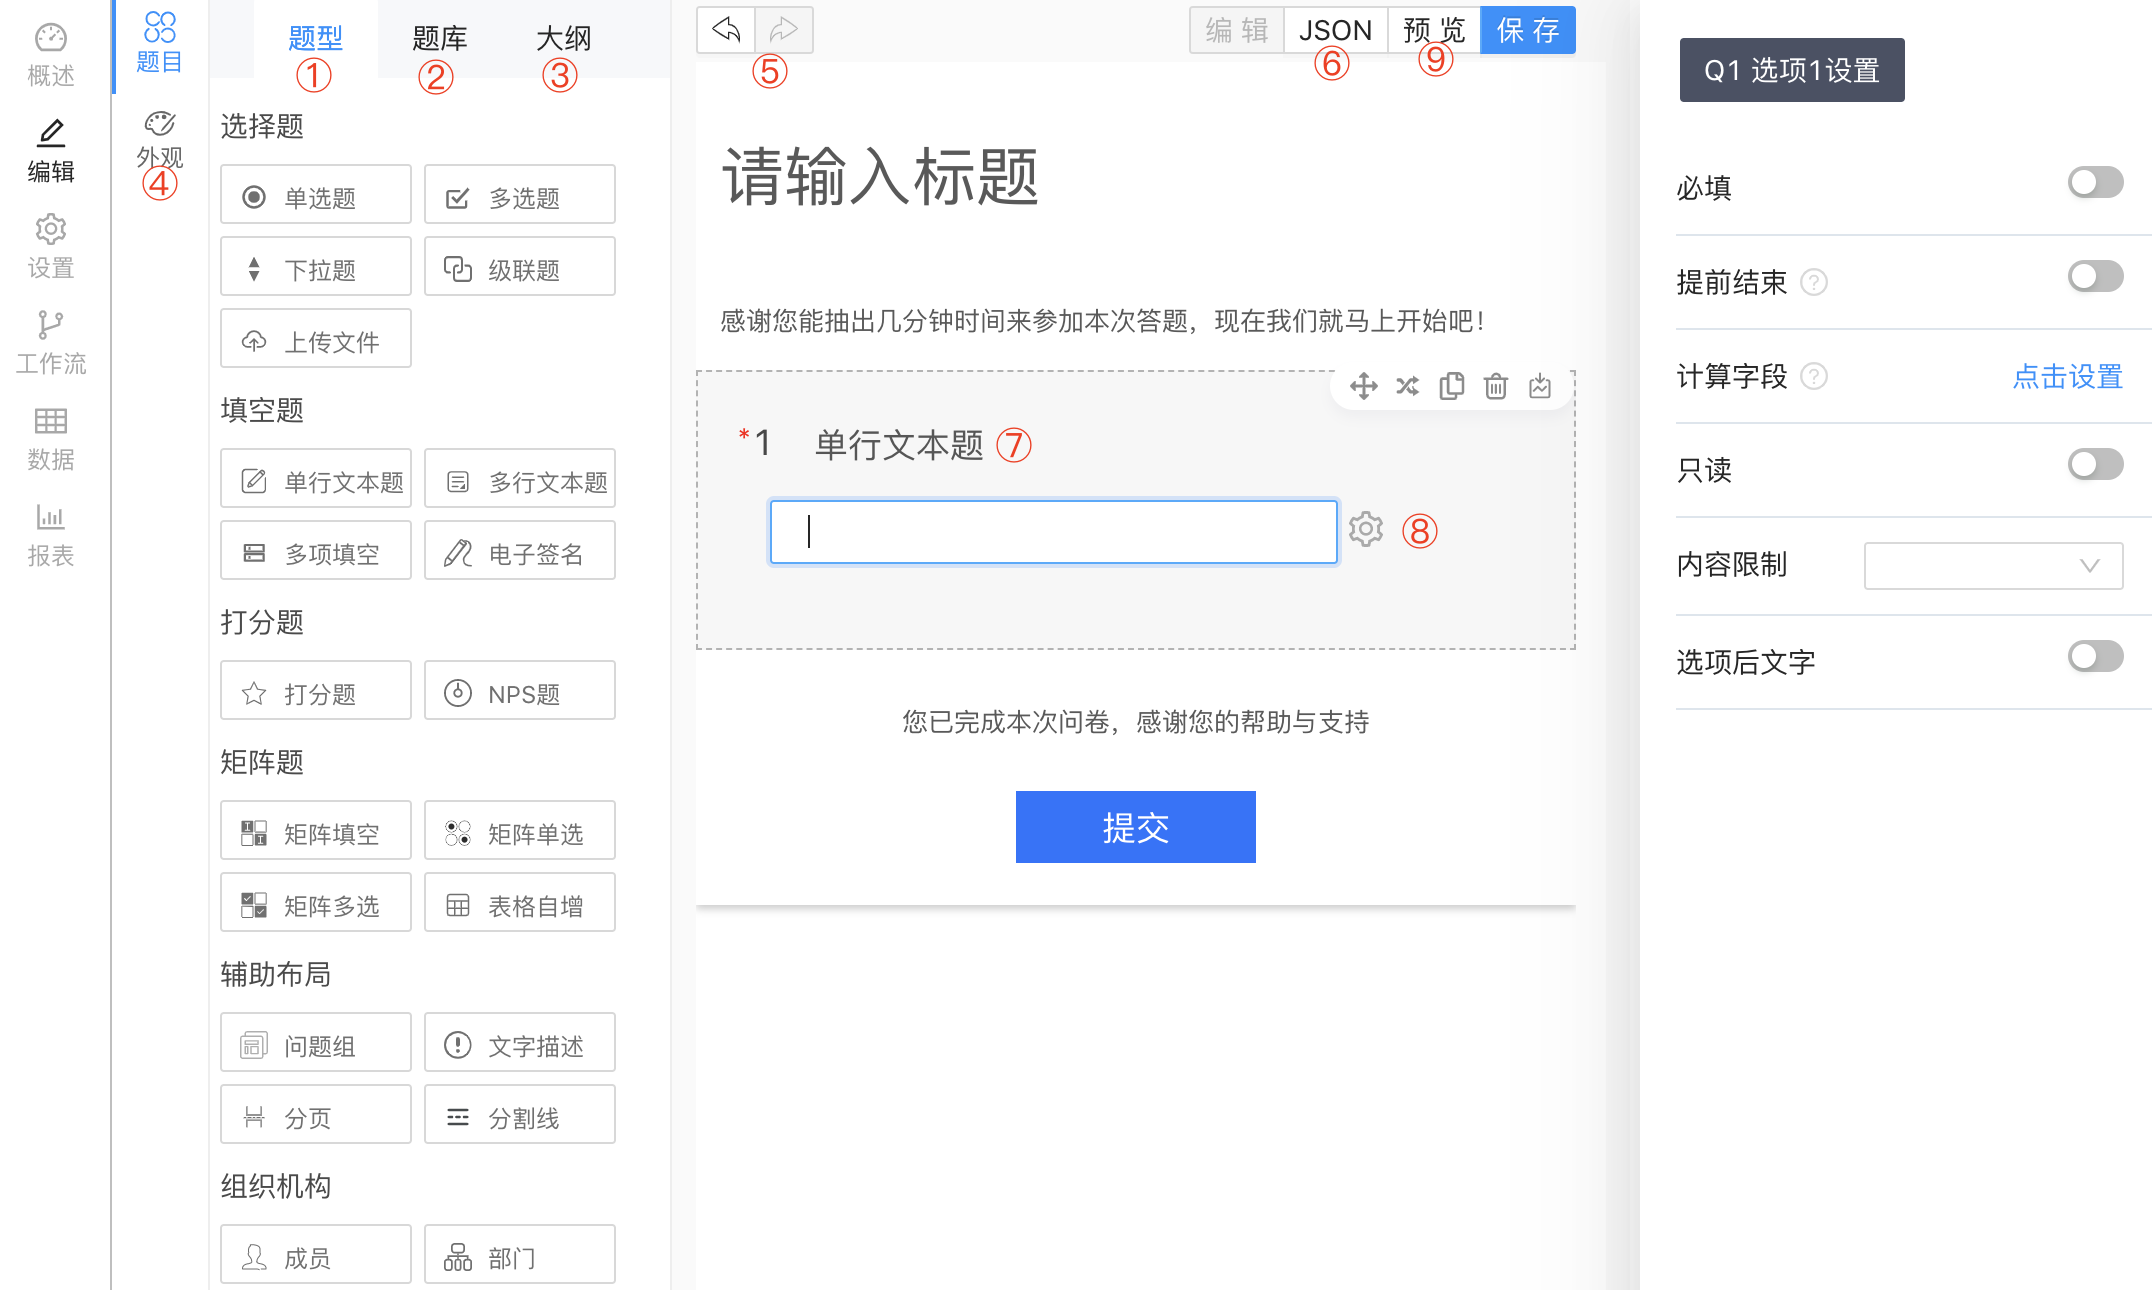 概述
编辑
设置
工作流
数据
报表
题目
外观
④
题型
①
题库
②
大纲
③
选择题
单选题
多选题
下拉题
级联题
上传文件
填空题
单行文本题
多行文本题
多项填空
电子签名
打分题
打分题
NPS题
矩阵题
矩阵填空
矩阵单选
矩阵多选
表格自增
辅助布局
问题组
文字描述
分页
分割线
组织机构
成员
部门
⑤
编 辑
JSON
⑥
预 览
⑨
保 存
请输入标题
感谢您能抽出几分钟时间来参加本次答题，现在我们就马上开始吧！
*1 单行文本题 ⑦
⑧
您已完成本次问卷，感谢您的帮助与支持
提交
Q1 选项1设置
必填
提前结束 ?
计算字段 ? 点击设置
只读
内容限制
选项后文字